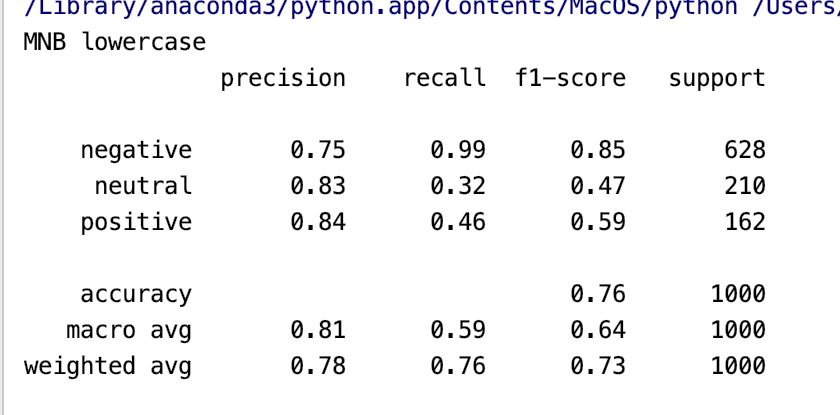 /Library/anaconda3/python.app/Contents/MacOS/python /Users/
MNB lowercase
precision recall f1-score support
negative 0.75 0.99 0.85 628
neutral 0.83 0.32 0.47 210
positive 0.84 0.46 0.59 162
accuracy 0.76 1000
macro avg 0.81 0.59 0.64 1000
weighted avg 0.78 0.76 0.73 1000